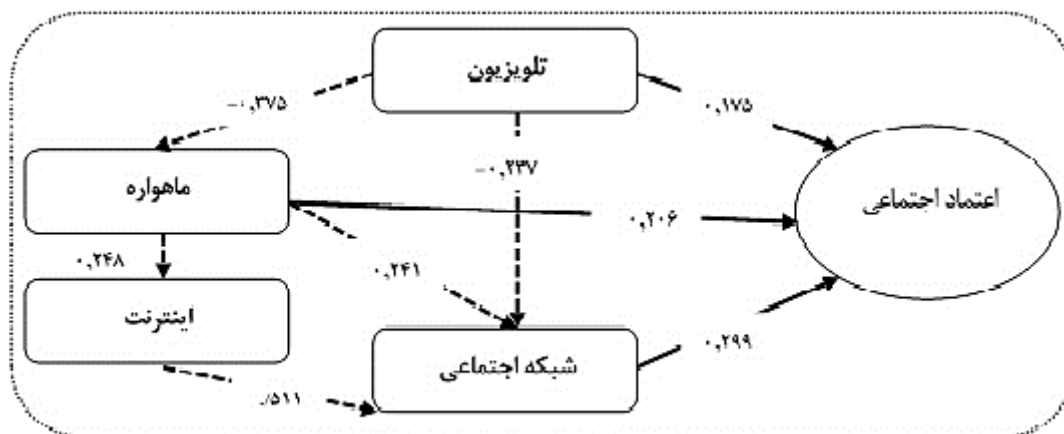 تلویزیون
-۰,۳۷۵
۰,۱۷۵
-۰,۲۳۷
ماهواره
اعتماد اجتماعی
۰,۲۰۶
۰,۲۴۸
۰,۲۴۱
اینترنت
شبکه اجتماعی
۰,۲۹۹
./۵۱۱